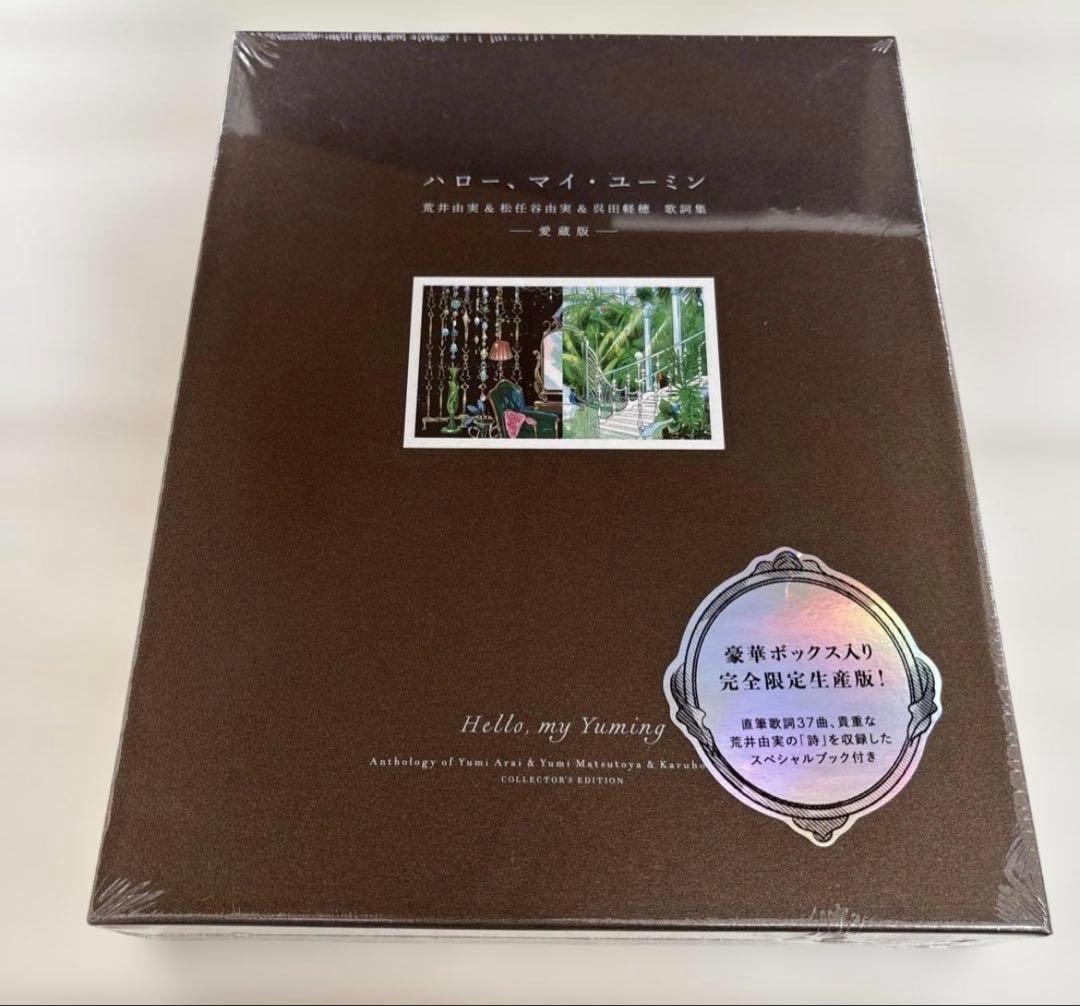 ハロー、マイ・ユーミン
荒井由実&松任谷由実&呉田軽穂 歌詞集
— 愛蔵版 —
豪華ボックス入り
完全限定生産版!
直筆歌詞37曲、貴重な
荒井由実の「詩」を収録した
スペシャルブック付き
Hello, my Yuming
Anthology of Yumi Arai & Yumi Matsutoya & Karuho
COLLECTOR'S EDITION